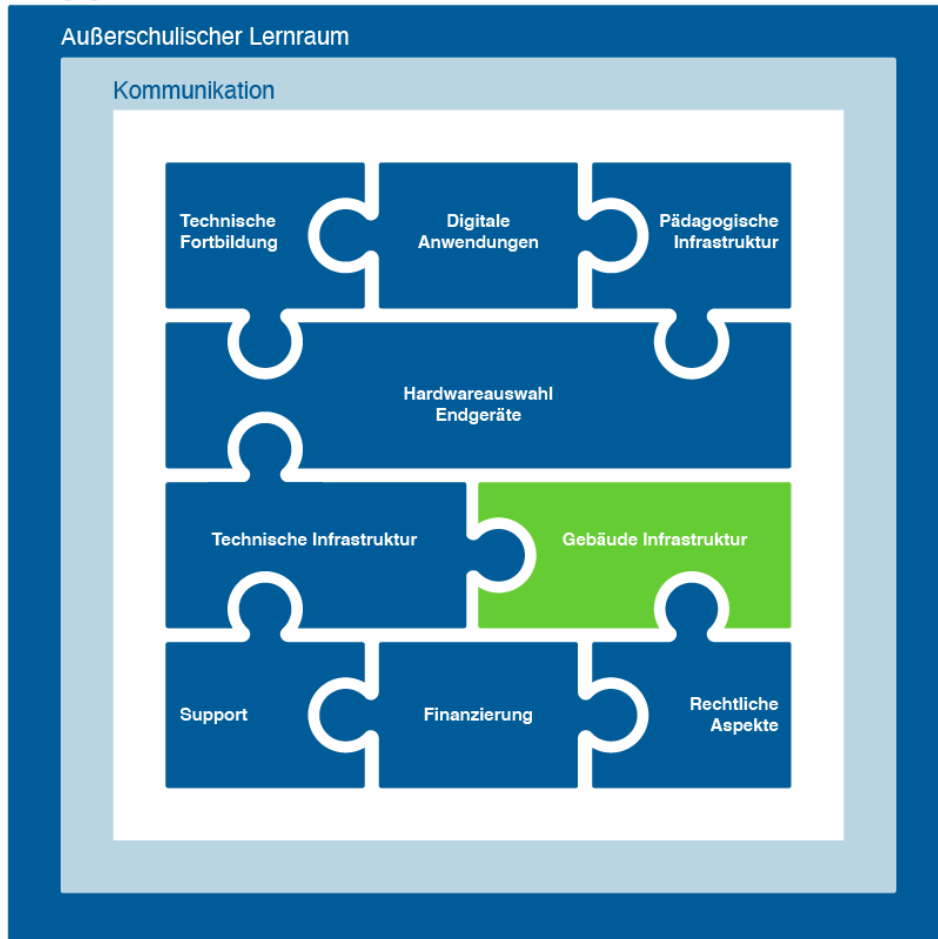 Außerschulischer Lernraum
Kommunikation
Technische
Fortbildung
Digitale
Anwendungen
Pädagogische
Infrastruktur
Hardwareauswahl
Endgeräte
Technische Infrastruktur
Gebäude Infrastruktur
Support
Finanzierung
Rechtliche
Aspekte